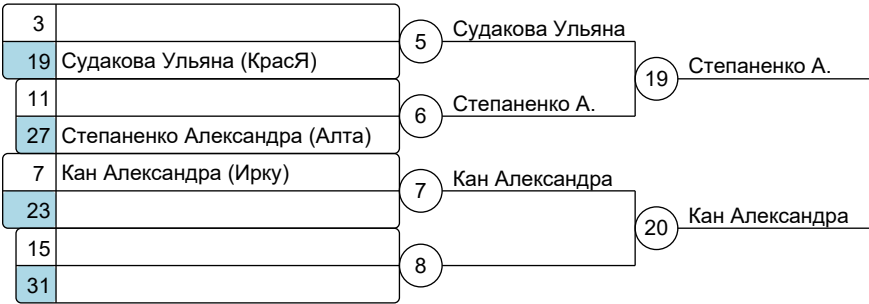 3
5 Судакова Ульяна
19 Судакова Ульяна (КрасЯ)
19 Степаненко А.
11
6 Степаненко А.
27 Степаненко Александра (Алта)
7 Кан Александра (Ирку)
7 Кан Александра
23
20 Кан Александра
15
8
31